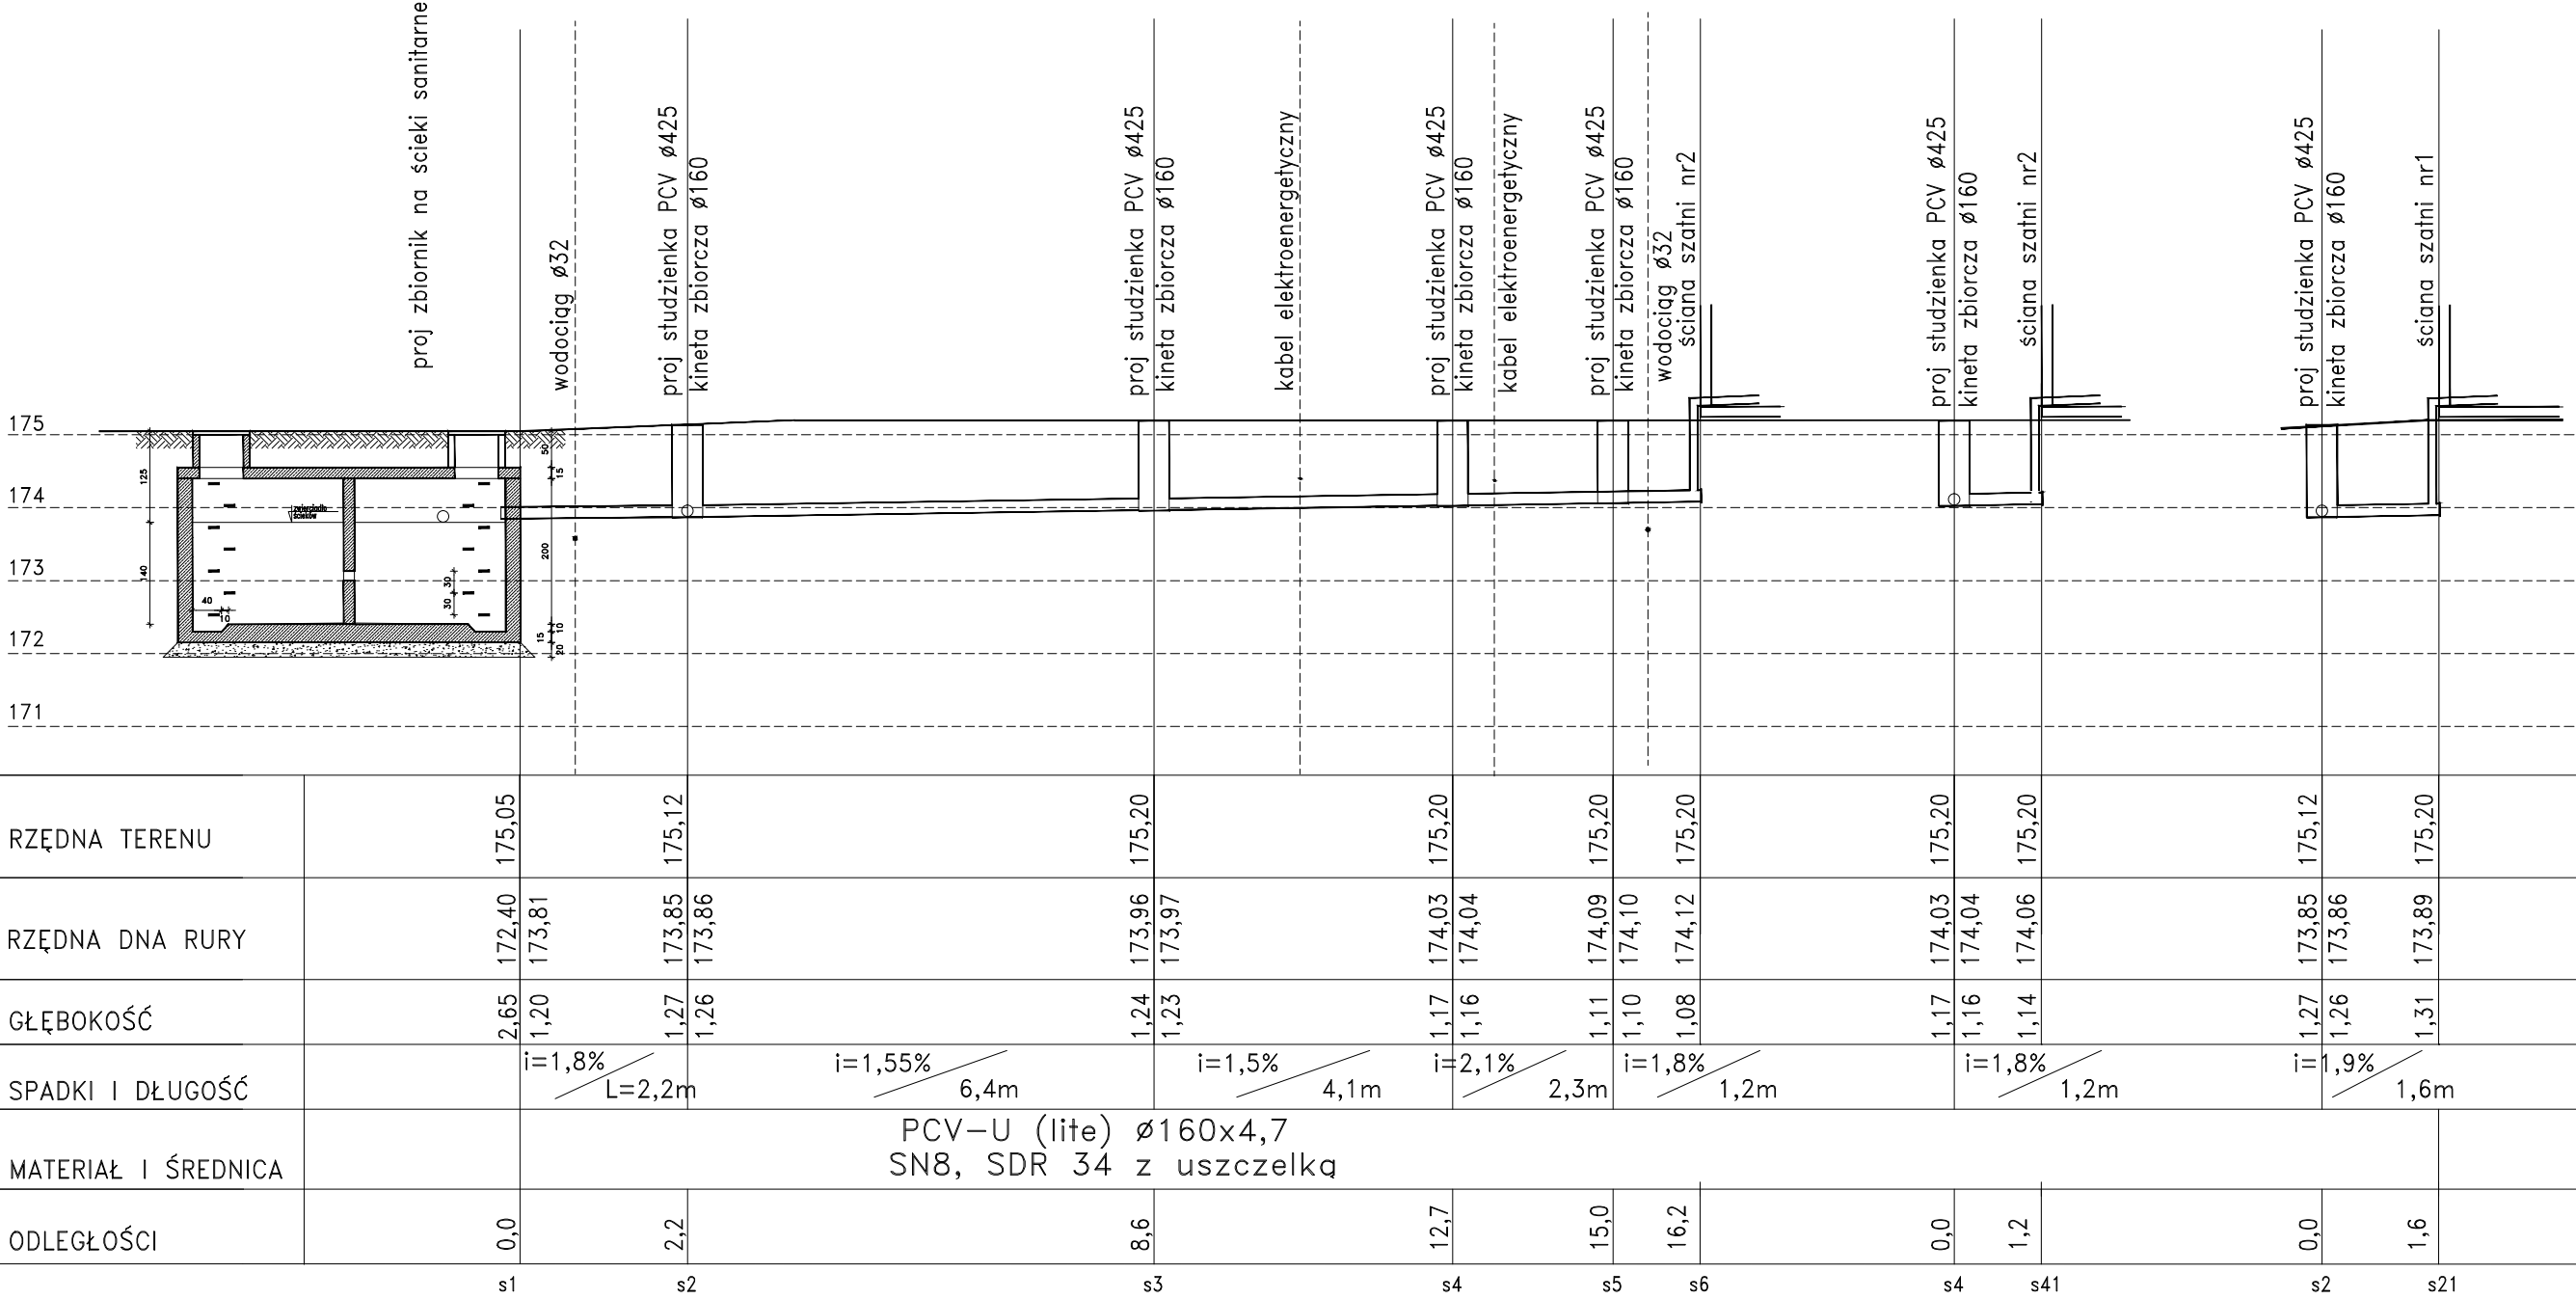 proj zbiornik na ścieki sanitarne
wodociąg ø32
proj studzienka PCV ø425
kineta zbiorcza ø160
proj studzienka PCV ø425
kineta zbiorcza ø160
kabel elektroenergetyczny
proj studzienka PCV ø425
kineta zbiorcza ø160
kabel elektroenergetyczny
proj studzienka PCV ø425
kineta zbiorcza ø160
wodociąg ø32
ściana szatni nr2
proj studzienka PCV ø425
kineta zbiorcza ø160
ściana szatni nr2
proj studzienka PCV ø425
kineta zbiorcza ø160
ściana szatni nr1
175
174
173
172
171
125
140
zwierciadło
ścieków
40
10
30
30
50
15
200
10
15
20
RZĘDNA TERENU
175,05 175,12 175,20 175,20 175,20 175,20 175,20 175,20 175,12 175,20
RZĘDNA DNA RURY
172,40 173,81 173,85 173,86 173,96 173,97 174,03 174,04 174,09 174,10 174,12 174,03 174,04 174,06 173,85 173,86 173,89
GŁĘBOKOŚĆ
2,65 1,20 1,27 1,26 1,24 1,23 1,17 1,16 1,11 1,10 1,08 1,17 1,16 1,14 1,27 1,26 1,31
SPADKI I DŁUGOŚĆ
i=1,8% L=2,2m i=1,55% 6,4m i=1,5% 4,1m i=2,1% 2,3m i=1,8% 1,2m i=1,8% 1,2m i=1,9% 1,6m
MATERIAŁ I ŚREDNICA
PCV-U (lite) Ø160x4,7
SN8, SDR 34 z uszczelką
ODLEGŁOŚCI
0,0 2,2 8,6 12,7 15,0 16,2 0,0 1,2 0,0 1,6
s1 s2 s3 s4 s5 s6 s4 s41 s2 s21